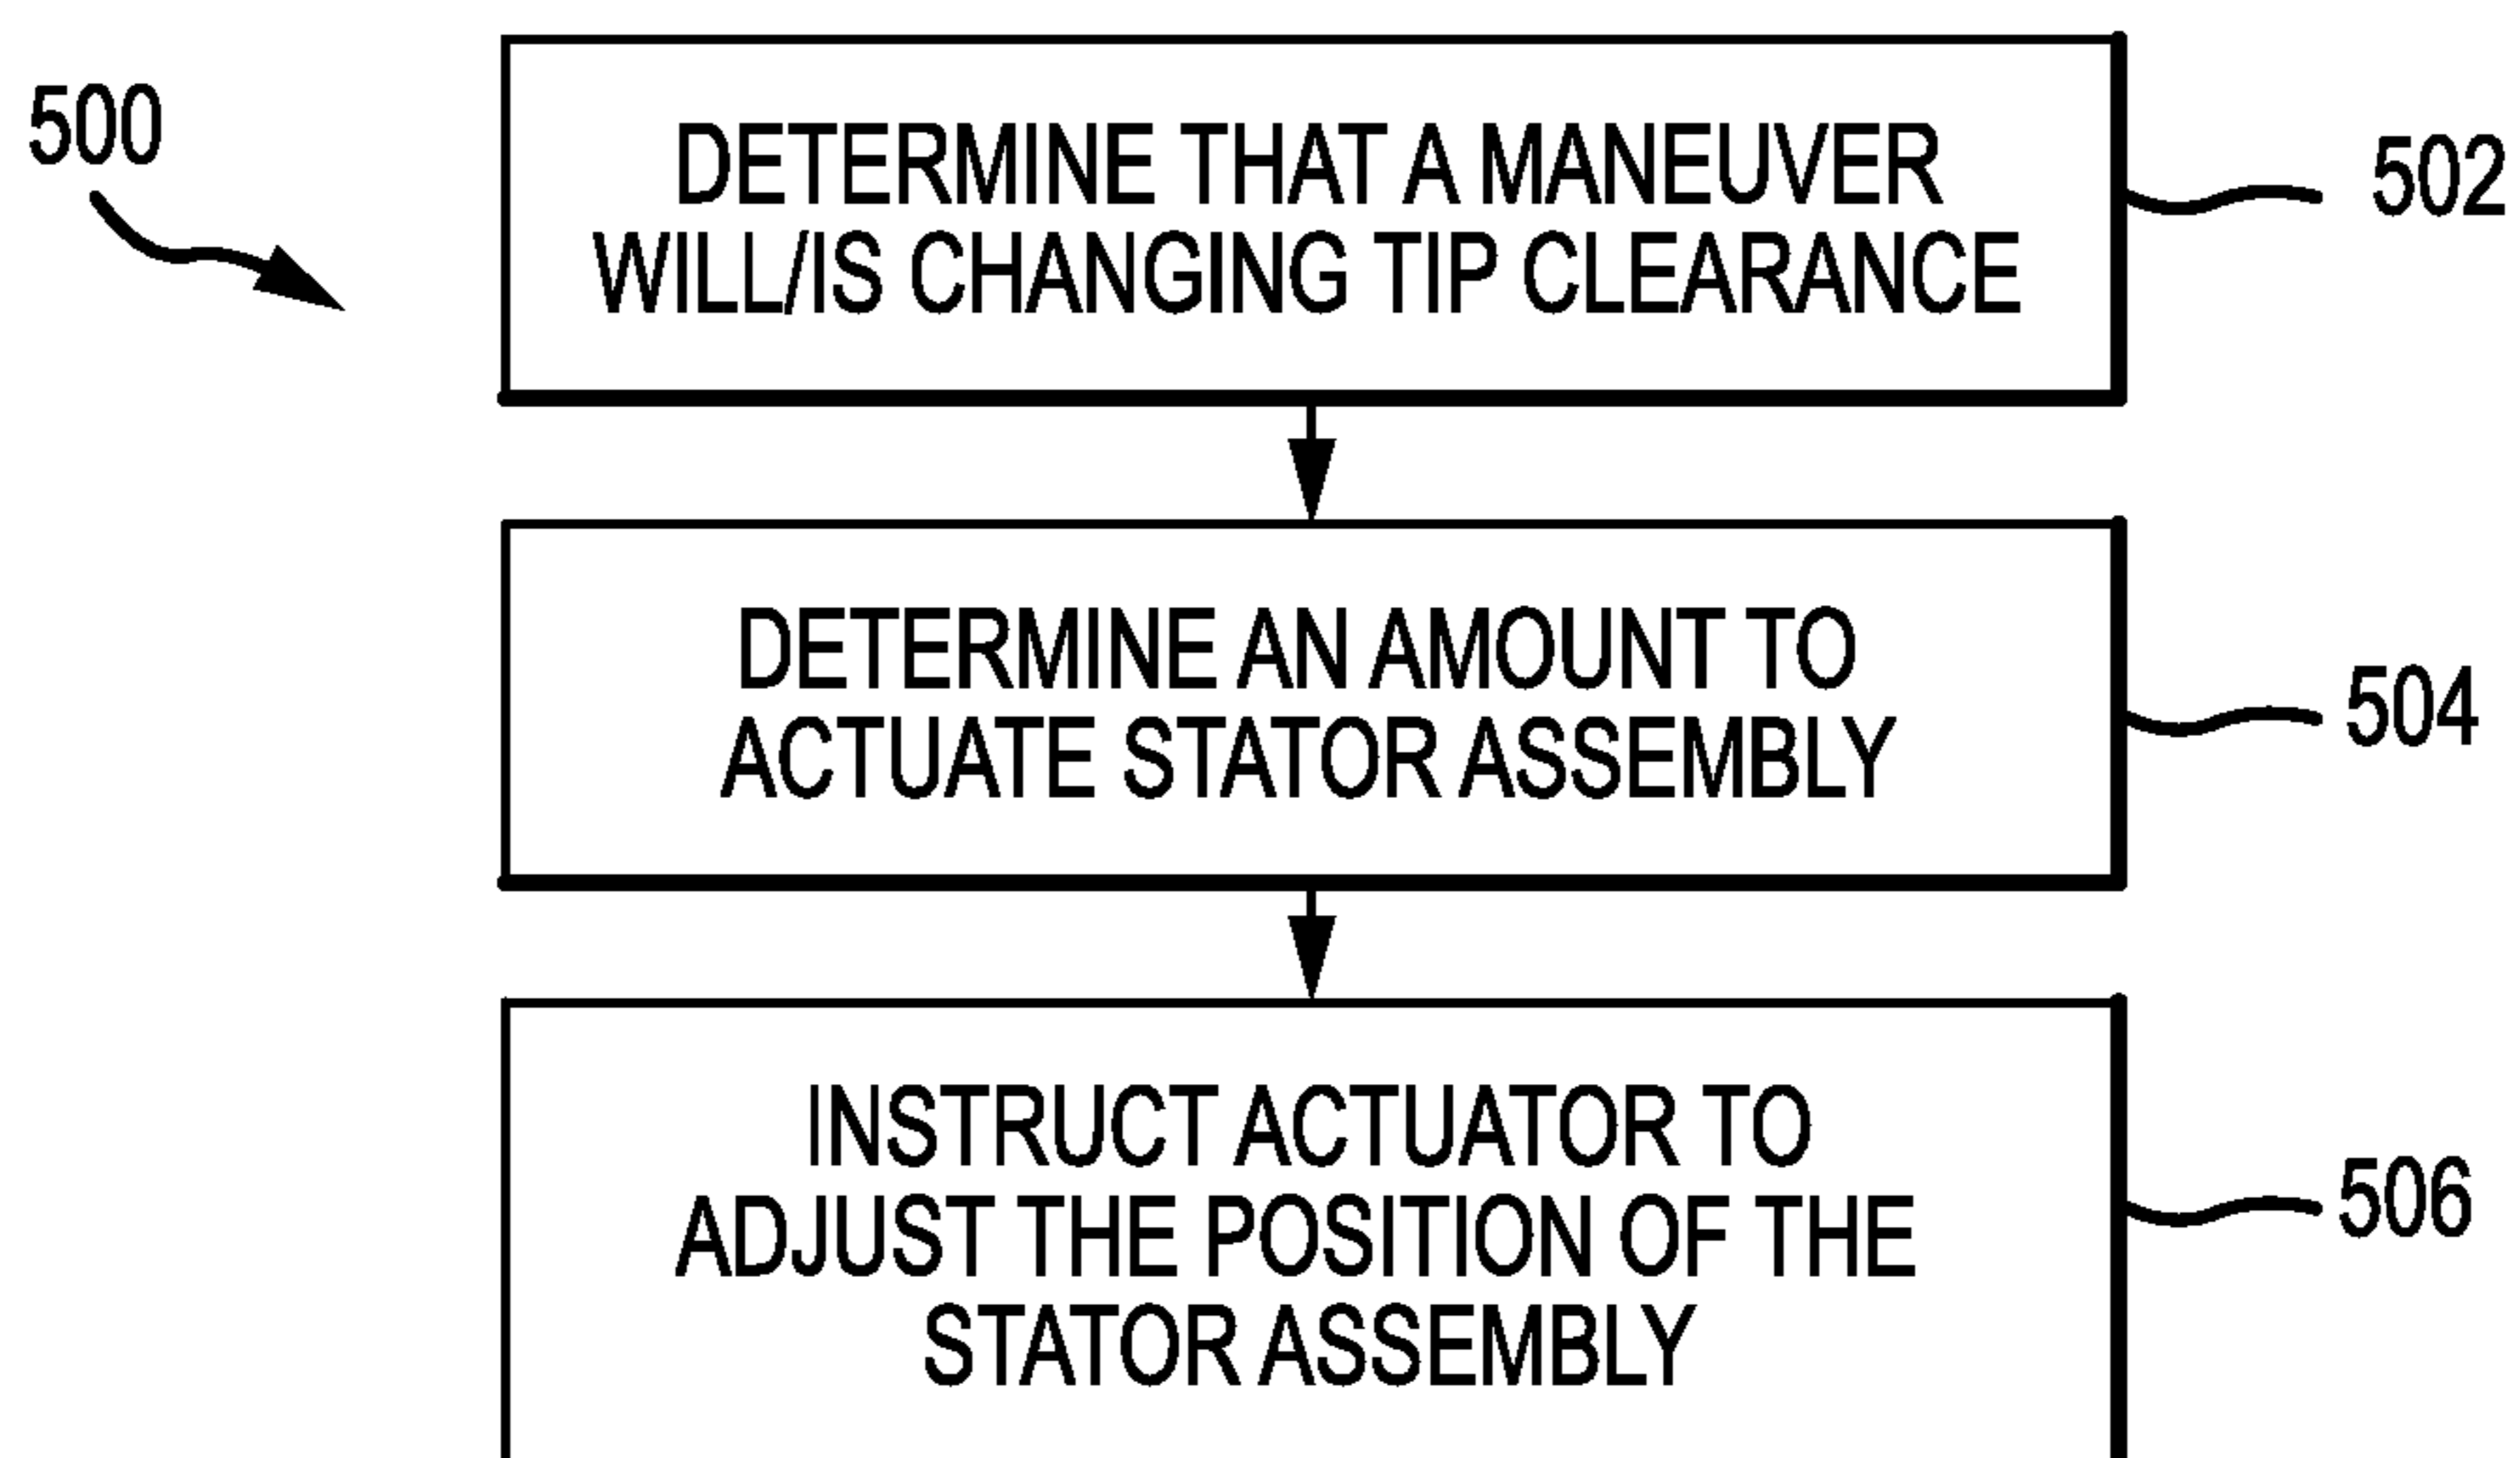 500
DETERMINE THAT A MANEUVER
WILL/IS CHANGING TIP CLEARANCE
502
DETERMINE AN AMOUNT TO
ACTUATE STATOR ASSEMBLY
504
INSTRUCT ACTUATOR TO
ADJUST THE POSITION OF THE
STATOR ASSEMBLY
506